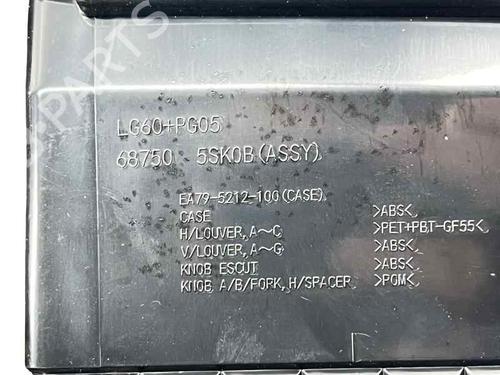 PARTS
LG60+PG05
68750 5SK0B(ASSY)
EA79-5212-100(CASE)
CASE >ABS<
H/LOUVER, A~C >PET+PBT-GF55<
V/LOUVER, A~G >ABS<
KNOB ESCUT >ABS<
KNOB, A/B/FORK, H/SPACER >POM<